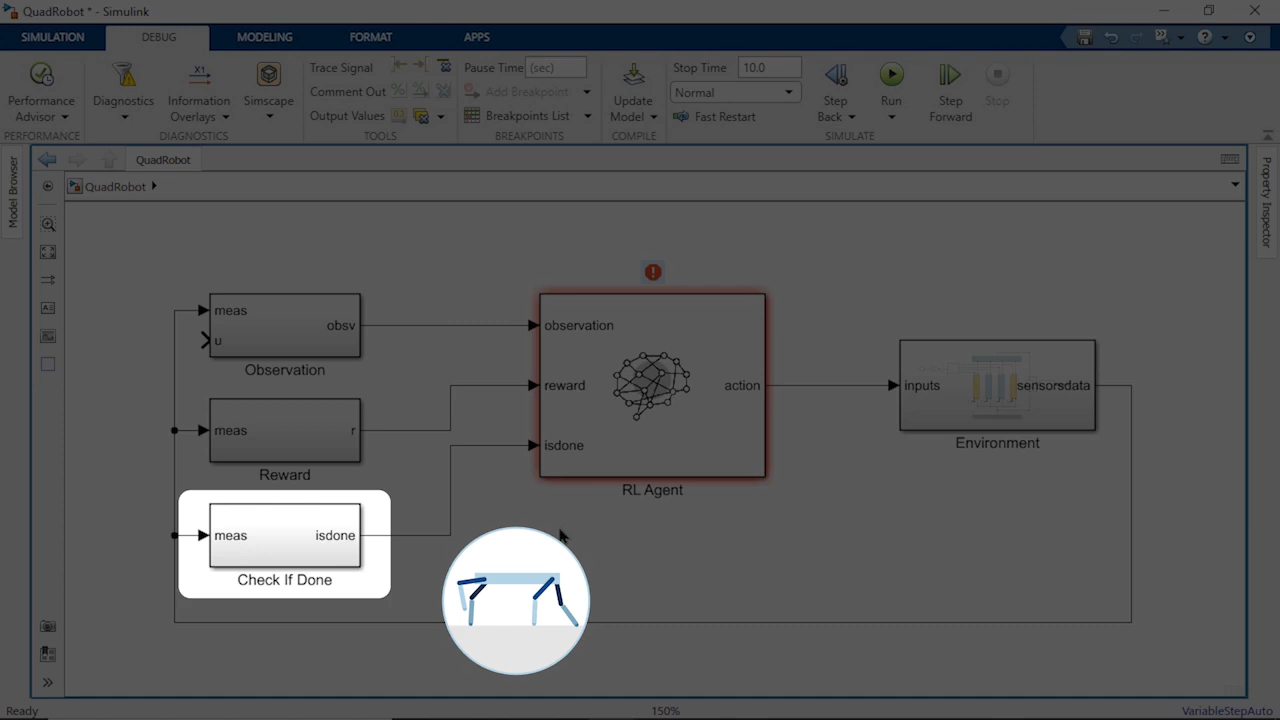 QuadRobot * - Simulink
SIMULATION
DEBUG
MODELING
FORMAT
APPS
Performance
Advisor
PERFORMANCE
Diagnostics
Information
Overlays
Simscape
DIAGNOSTICS
Trace Signal
Comment Out
Output Values
TOOLS
Pause Time (sec)
Add Breakpoint
Breakpoints List
BREAKPOINTS
Update
Model
COMPILE
Stop Time 10.0
Normal
Fast Restart
Step
Back
Run
Step
Forward
Stop
SIMULATE
Model Browser
QuadRobot
QuadRobot
Property Inspector
meas
u
obsv
Observation
meas
r
Reward
meas
isdone
Check If Done
observation
reward
isdone
action
RL Agent
inputs
sensorsdata
Environment
Ready
150%
VariableStepAuto